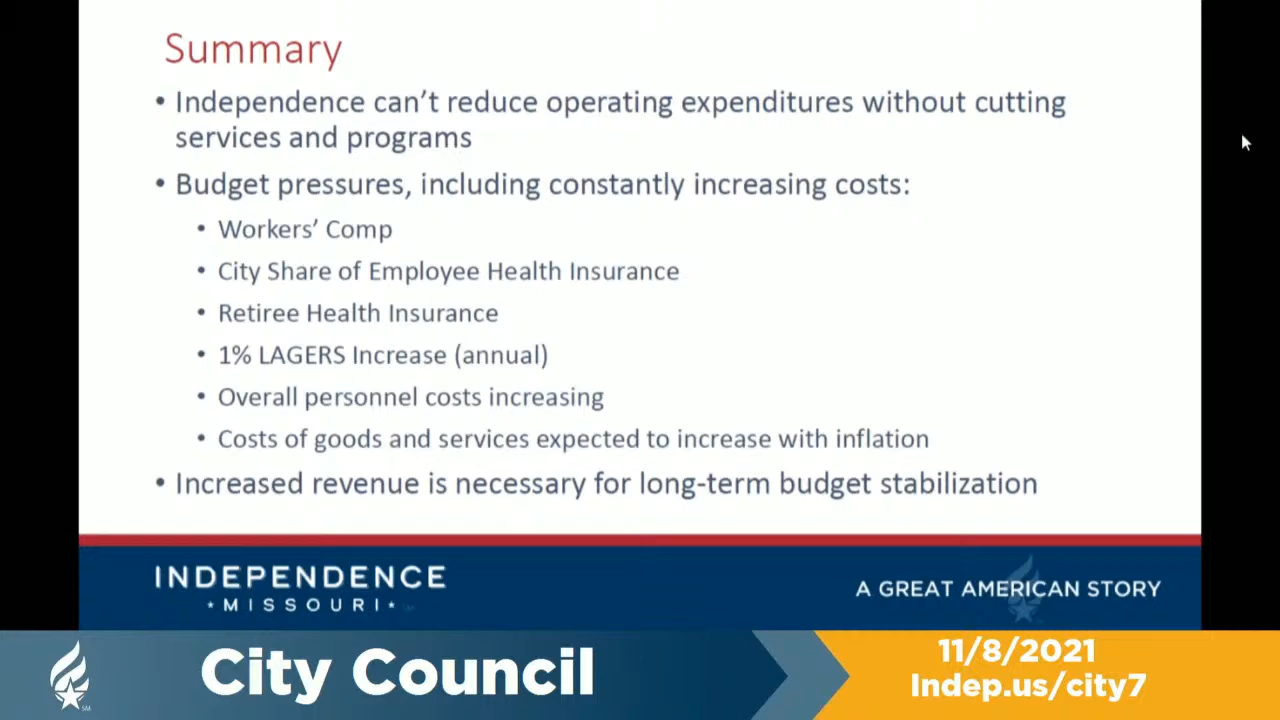 Summary
• Independence can’t reduce operating expenditures without cutting
services and programs
• Budget pressures, including constantly increasing costs:
• Workers’ Comp
• City Share of Employee Health Insurance
• Retiree Health Insurance
• 1% LAGERS Increase (annual)
• Overall personnel costs increasing
• Costs of goods and services expected to increase with inflation
• Increased revenue is necessary for long-term budget stabilization
INDEPENDENCE
★ MISSOURI ★
A GREAT AMERICAN STORY
City Council
11/8/2021
Indep.us/city7
SM